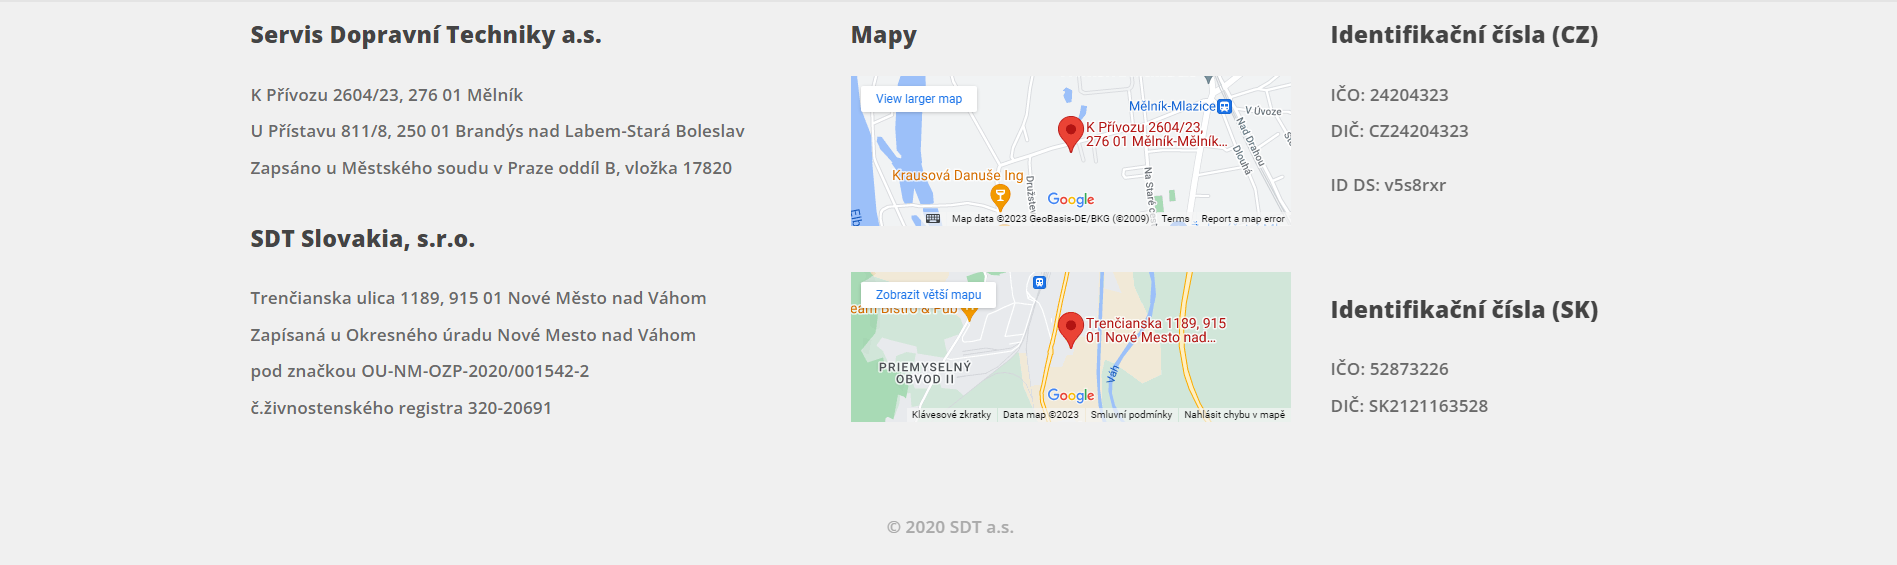 Servis Dopravní Techniky a.s.
K Přívozu 2604/23, 276 01 Mělník
U Přístavu 811/8, 250 01 Brandýs nad Labem-Stará Boleslav
Zapsáno u Městského soudu v Praze oddíl B, vložka 17820
SDT Slovakia, s.r.o.
Trenčianska ulica 1189, 915 01 Nové Město nad Váhom
Zapísaná u Okresného úradu Nové Mesto nad Váhom
pod značkou OU-NM-OZP-2020/001542-2
č.živnostenského registra 320-20691
Mapy
View larger map
Mělník-Mlazice
V Úvoze
K Přívozu 2604/23,
276 01 Mělník-Mělník...
Nad Drahou
Dlouhá
Krausová Danuše Ing
Na Staré
Google
Map data ©2023 GeoBasis-DE/BKG (©2009)
Terms
Report a map error
Zobrazit větší mapu
Bistro & Pub
Trenčianska 1189, 915
01 Nové Mesto nad...
PRIEMYSELNÝ
OBVOD II
Váh
Google
Klávesové zkratky
Data map ©2023
Smluvní podmínky
Nahlásit chybu v mapě
Identifikační čísla (CZ)
IČO: 24204323
DIČ: CZ24204323
ID DS: v5s8rxr
Identifikační čísla (SK)
IČO: 52873226
DIČ: SK2121163528
© 2020 SDT a.s.